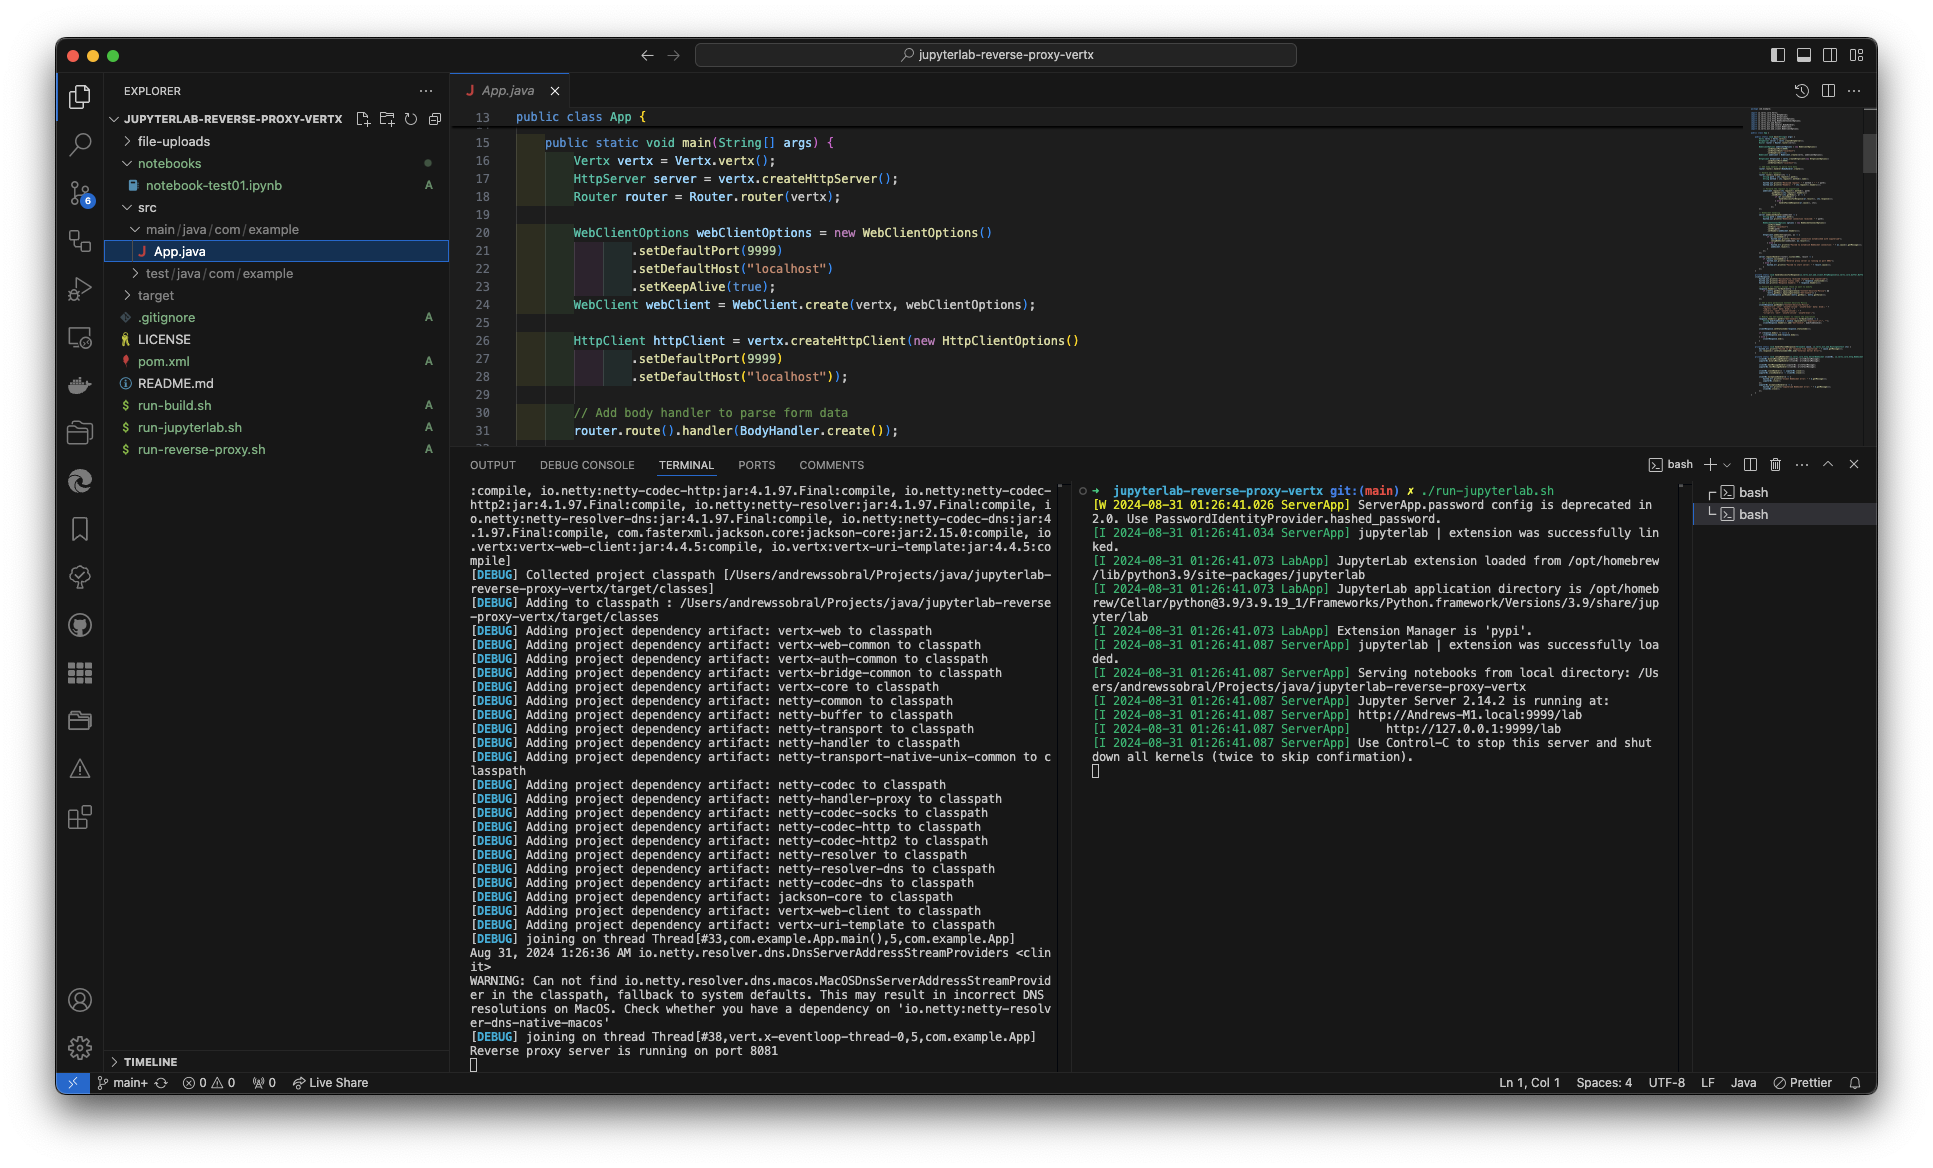 jupyterlab-reverse-proxy-vertx
EXPLORER
JUPYTERLAB-REVERSE-PROXY-VERTX
file-uploads
notebooks
notebook-test01.ipynb A
src
main/java/com/example
J App.java
test/java/com/example
target
.gitignore A
LICENSE
pom.xml A
README.md
$ run-build.sh A
$ run-jupyterlab.sh A
$ run-reverse-proxy.sh A
TIMELINE
6
J App.java
13 public class App {
15 public static void main(String[] args) {
16 Vertx vertx = Vertx.vertx();
17 HttpServer server = vertx.createHttpServer();
18 Router router = Router.router(vertx);
19
20 WebClientOptions webClientOptions = new WebClientOptions()
21 .setDefaultPort(9999)
22 .setDefaultHost("localhost")
23 .setKeepAlive(true);
24 WebClient webClient = WebClient.create(vertx, webClientOptions);
25
26 HttpClient httpClient = vertx.createHttpClient(new HttpClientOptions()
27 .setDefaultPort(9999)
28 .setDefaultHost("localhost"));
29
30 // Add body handler to parse form data
31 router.route().handler(BodyHandler.create());
OUTPUT DEBUG CONSOLE TERMINAL PORTS COMMENTS
bash
:compile, io.netty:netty-codec-http:jar:4.1.97.Final:compile, io.netty:netty-codec-
http2:jar:4.1.97.Final:compile, io.netty:netty-resolver:jar:4.1.97.Final:compile, i
o.netty:netty-resolver-dns:jar:4.1.97.Final:compile, io.netty:netty-codec-dns:jar:4
.1.97.Final:compile, com.fasterxml.jackson.core:jackson-core:jar:2.15.0:compile, io
.vertx:vertx-web-client:jar:4.4.5:compile, io.vertx:vertx-uri-template:jar:4.4.5:co
mpile]
[DEBUG] Collected project classpath [/Users/andrewssobral/Projects/java/jupyterlab-
reverse-proxy-vertx/target/classes]
[DEBUG] Adding to classpath : /Users/andrewssobral/Projects/java/jupyterlab-reverse
-proxy-vertx/target/classes
[DEBUG] Adding project dependency artifact: vertx-web to classpath
[DEBUG] Adding project dependency artifact: vertx-web-common to classpath
[DEBUG] Adding project dependency artifact: vertx-auth-common to classpath
[DEBUG] Adding project dependency artifact: vertx-bridge-common to classpath
[DEBUG] Adding project dependency artifact: vertx-core to classpath
[DEBUG] Adding project dependency artifact: netty-common to classpath
[DEBUG] Adding project dependency artifact: netty-buffer to classpath
[DEBUG] Adding project dependency artifact: netty-transport to classpath
[DEBUG] Adding project dependency artifact: netty-handler to classpath
[DEBUG] Adding project dependency artifact: netty-transport-native-unix-common to c
lasspath
[DEBUG] Adding project dependency artifact: netty-codec to classpath
[DEBUG] Adding project dependency artifact: netty-handler-proxy to classpath
[DEBUG] Adding project dependency artifact: netty-codec-socks to classpath
[DEBUG] Adding project dependency artifact: netty-codec-http to classpath
[DEBUG] Adding project dependency artifact: netty-codec-http2 to classpath
[DEBUG] Adding project dependency artifact: netty-resolver to classpath
[DEBUG] Adding project dependency artifact: netty-resolver-dns to classpath
[DEBUG] Adding project dependency artifact: netty-codec-dns to classpath
[DEBUG] Adding project dependency artifact: jackson-core to classpath
[DEBUG] Adding project dependency artifact: vertx-web-client to classpath
[DEBUG] Adding project dependency artifact: vertx-uri-template to classpath
[DEBUG] joining on thread Thread[#33,com.example.App.main(),5,com.example.App]
Aug 31, 2024 1:26:36 AM io.netty.resolver.dns.DnsServerAddressStreamProviders <clin
it>
WARNING: Can not find io.netty.resolver.dns.macos.MacOSDnsServerAddressStreamProvid
er in the classpath, fallback to system defaults. This may result in incorrect DNS
resolutions on MacOS. Check whether you have a dependency on 'io.netty:netty-resolv
er-dns-native-macos'
[DEBUG] joining on thread Thread[#38,vert.x-eventloop-thread-0,5,com.example.App]
Reverse proxy server is running on port 8081
➜ jupyterlab-reverse-proxy-vertx git:(main) ✗ ./run-jupyterlab.sh
[W 2024-08-31 01:26:41.026 ServerApp] ServerApp.password config is deprecated in
2.0. Use PasswordIdentityProvider.hashed_password.
[I 2024-08-31 01:26:41.034 ServerApp] jupyterlab | extension was successfully lin
ked.
[I 2024-08-31 01:26:41.073 LabApp] JupyterLab extension loaded from /opt/homebrew
/lib/python3.9/site-packages/jupyterlab
[I 2024-08-31 01:26:41.073 LabApp] JupyterLab application directory is /opt/homeb
rew/Cellar/python@3.9/3.9.19_1/Frameworks/Python.framework/Versions/3.9/share/jup
yter/lab
[I 2024-08-31 01:26:41.073 LabApp] Extension Manager is 'pypi'.
[I 2024-08-31 01:26:41.087 ServerApp] jupyterlab | extension was successfully loa
ded.
[I 2024-08-31 01:26:41.087 ServerApp] Serving notebooks from local directory: /Us
ers/andrewssobral/Projects/java/jupyterlab-reverse-proxy-vertx
[I 2024-08-31 01:26:41.087 ServerApp] Jupyter Server 2.14.2 is running at:
[I 2024-08-31 01:26:41.087 ServerApp] http://Andrews-M1.local:9999/lab
[I 2024-08-31 01:26:41.087 ServerApp] http://127.0.0.1:9999/lab
[I 2024-08-31 01:26:41.087 ServerApp] Use Control-C to stop this server and shut
down all kernels (twice to skip confirmation).
bash
bash
main+ 0 0 0 Live Share
Ln 1, Col 1 Spaces: 4 UTF-8 LF Java Prettier